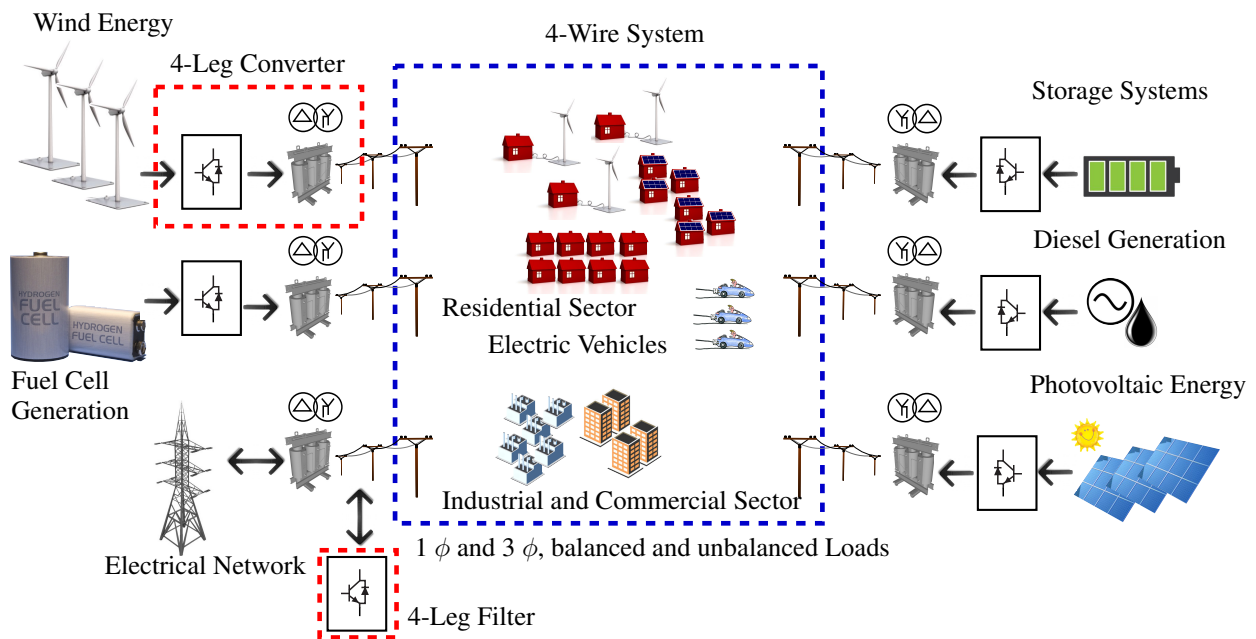 Wind Energy
4-Wire System
4-Leg Converter
Storage Systems
Diesel Generation
HYDROGEN
FUEL
CELL
HYDROGEN
FUEL CELL
Residential Sector
Electric Vehicles
Fuel Cell
Generation
Photovoltaic Energy
Industrial and Commercial Sector
1 ϕ and 3 ϕ, balanced and unbalanced Loads
Electrical Network
4-Leg Filter